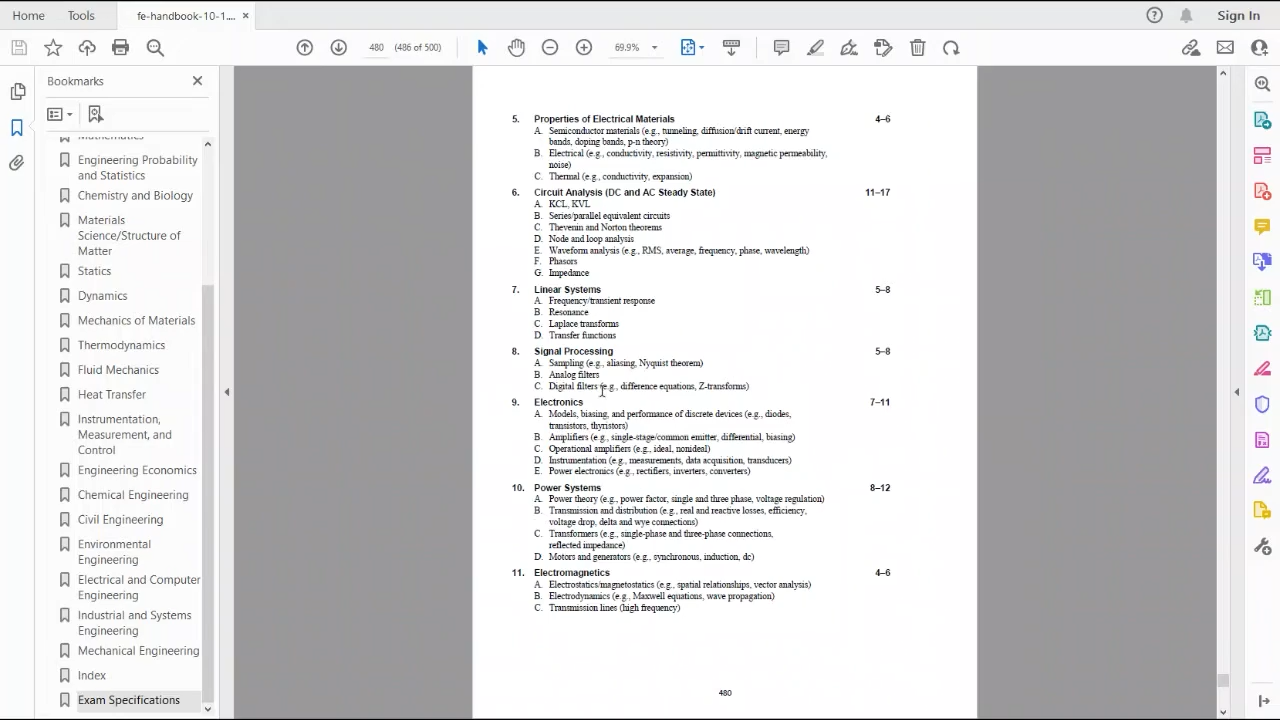 Home Tools fe-handbook-10-1.... × Sign In
480 (486 of 500) 69.9%
Bookmarks
Mathematics
Engineering Probability
and Statistics
Chemistry and Biology
Materials
Science/Structure of
Matter
Statics
Dynamics
Mechanics of Materials
Thermodynamics
Fluid Mechanics
Heat Transfer
Instrumentation,
Measurement, and
Control
Engineering Economics
Chemical Engineering
Civil Engineering
Environmental
Engineering
Electrical and Computer
Engineering
Industrial and Systems
Engineering
Mechanical Engineering
Index
Exam Specifications
5. Properties of Electrical Materials 4–6
A. Semiconductor materials (e.g., tunneling, diffusion/drift current, energy
bands, doping bands, p-n theory)
B. Electrical (e.g., conductivity, resistivity, permittivity, magnetic permeability,
noise)
C. Thermal (e.g., conductivity, expansion)
6. Circuit Analysis (DC and AC Steady State) 11–17
A. KCL, KVL
B. Series/parallel equivalent circuits
C. Thevenin and Norton theorems
D. Node and loop analysis
E. Waveform analysis (e.g., RMS, average, frequency, phase, wavelength)
F. Phasors
G. Impedance
7. Linear Systems 5–8
A. Frequency/transient response
B. Resonance
C. Laplace transforms
D. Transfer functions
8. Signal Processing 5–8
A. Sampling (e.g., aliasing, Nyquist theorem)
B. Analog filters
C. Digital filters (e.g., difference equations, Z-transforms)
9. Electronics 7–11
A. Models, biasing, and performance of discrete devices (e.g., diodes,
transistors, thyristors)
B. Amplifiers (e.g., single-stage/common emitter, differential, biasing)
C. Operational amplifiers (e.g., ideal, nonideal)
D. Instrumentation (e.g., measurements, data acquisition, transducers)
E. Power electronics (e.g., rectifiers, inverters, converters)
10. Power Systems 8–12
A. Power theory (e.g., power factor, single and three phase, voltage regulation)
B. Transmission and distribution (e.g., real and reactive losses, efficiency,
voltage drop, delta and wye connections)
C. Transformers (e.g., single-phase and three-phase connections,
reflected impedance)
D. Motors and generators (e.g., synchronous, induction, dc)
11. Electromagnetics 4–6
A. Electrostatics/magnetostatics (e.g., spatial relationships, vector analysis)
B. Electrodynamics (e.g., Maxwell equations, wave propagation)
C. Transmission lines (high frequency)
480